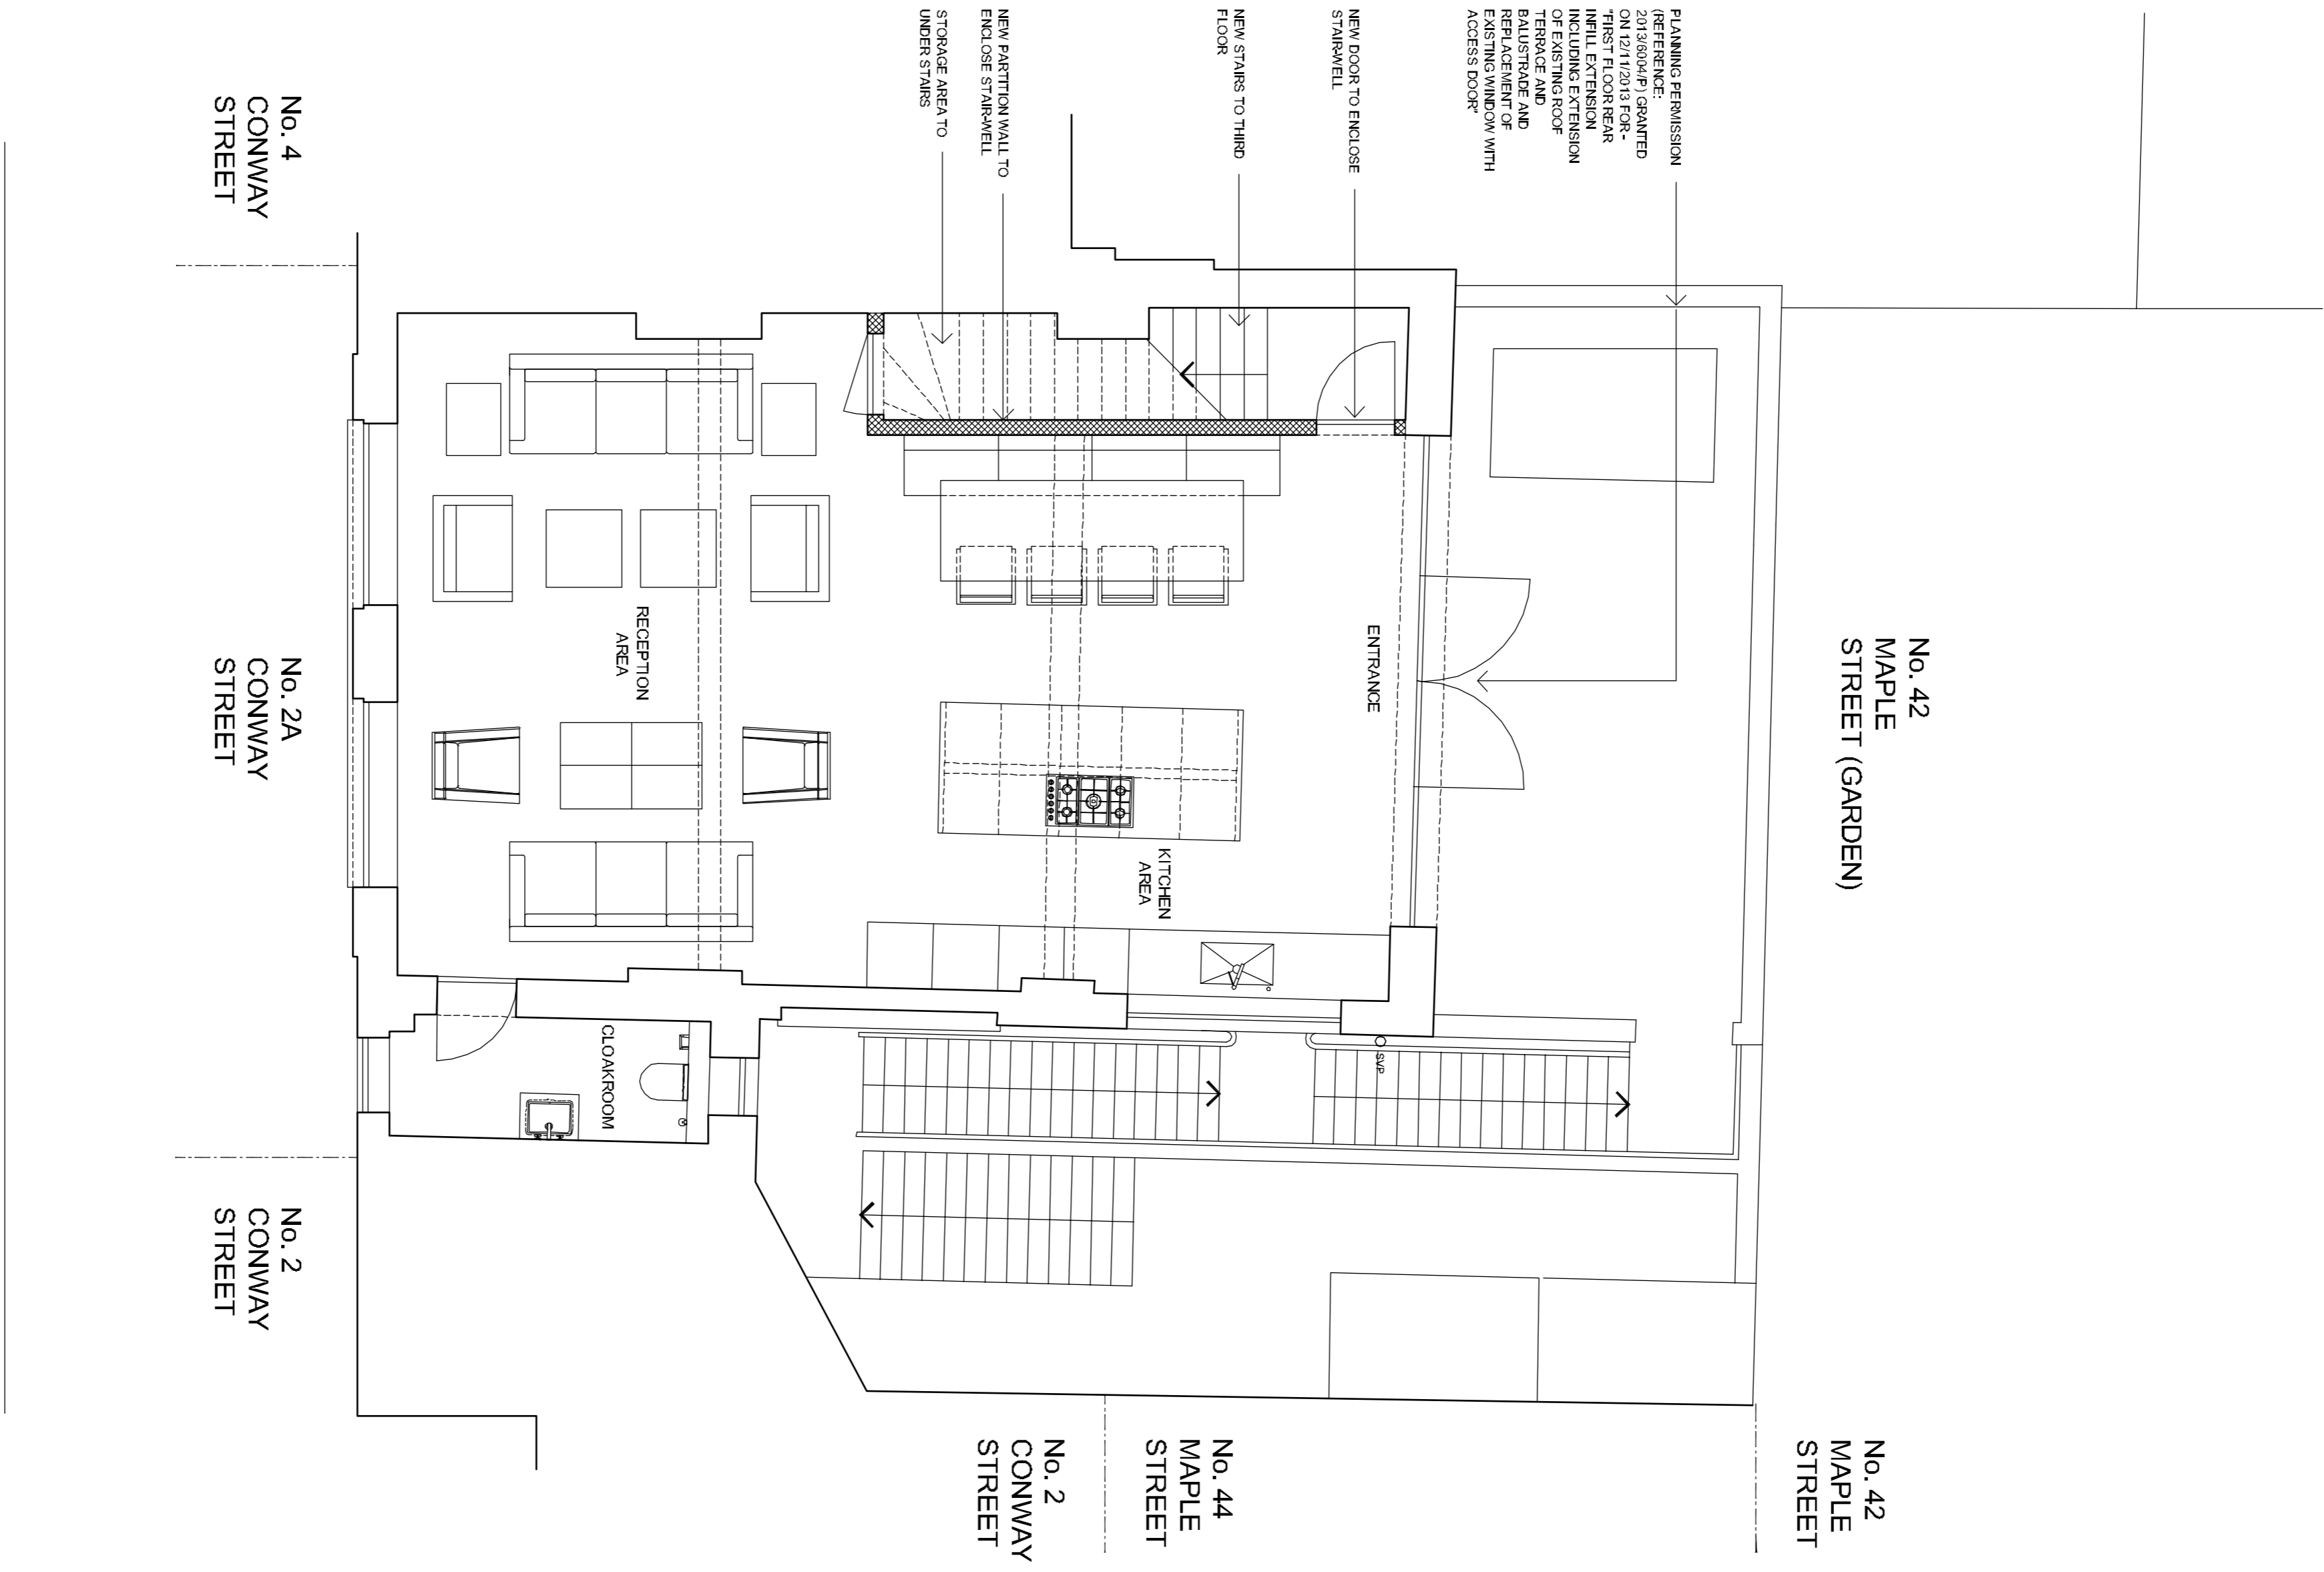 PLANNING PERMISSION
(REFERENCE:
2013/6004/P) GRANTED
ON 12/11/2013 FOR-
"FIRST FLOOR REAR
INFILL EXTENSION
INCLUDING EXTENSION
OF EXISTING ROOF
TERRACE AND
BALUSTRADE AND
REPLACEMENT OF
EXISTING WINDOW WITH
ACCESS DOOR"
NEW DOOR TO ENCLOSE
STAIR-WELL
NEW STAIRS TO THIRD
FLOOR
NEW PARTITION WALL TO
ENCLOSE STAIR-WELL
STORAGE AREA TO
UNDER STAIRS
No. 4
CONWAY
STREET
No. 42
MAPLE
STREET (GARDEN)
ENTRANCE
RECEPTION
AREA
No. 2A
CONWAY
STREET
KITCHEN
AREA
CLOAKROOM
SVP
No. 2
CONWAY
STREET
No. 42
MAPLE
STREET
No. 44
MAPLE
STREET
No. 2
CONWAY
STREET